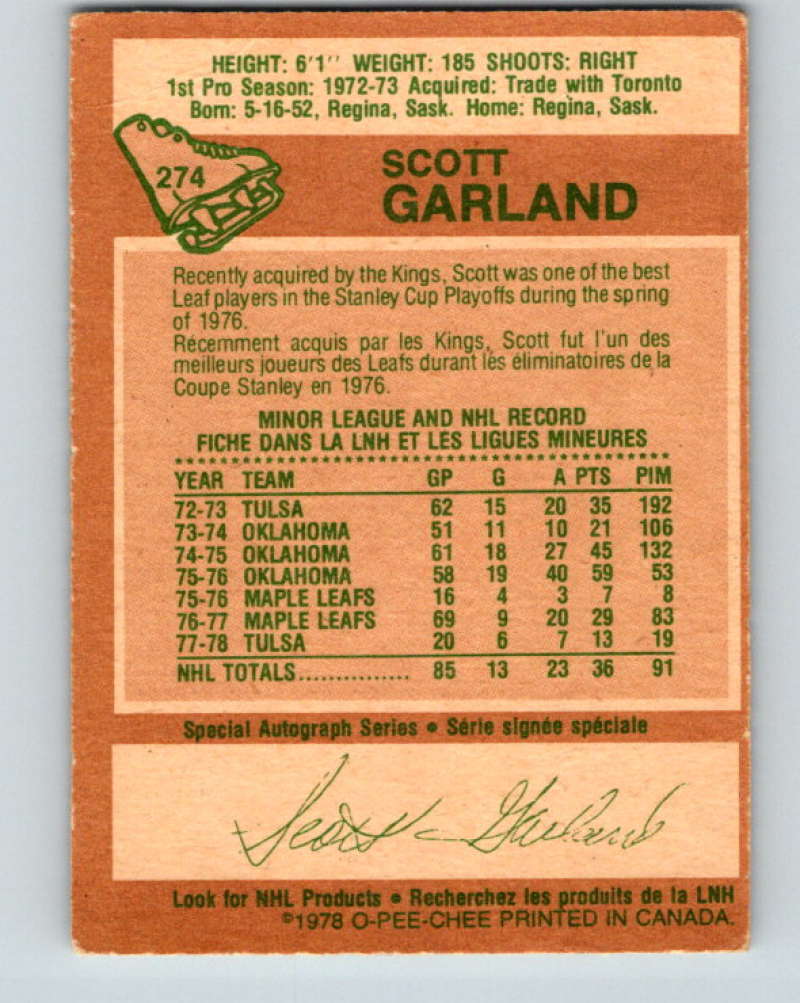 HEIGHT: 6'1" WEIGHT: 185 SHOOTS: RIGHT
1st Pro Season: 1972-73 Acquired: Trade with Toronto
Born: 5-16-52, Regina, Sask. Home: Regina, Sask.
274
SCOTT
GARLAND
Recently acquired by the Kings, Scott was one of the best
Leaf players in the Stanley Cup Playoffs during the spring
of 1976.
Récemment acquis par les Kings, Scott fut l'un des
meilleurs joueurs des Leafs durant les éliminatoires de la
Coupe Stanley en 1976.
MINOR LEAGUE AND NHL RECORD
FICHE DANS LA LNH ET LES LIGUES MINEURES
YEAR TEAM GP G A PTS PIM
72-73 TULSA 62 15 20 35 192
73-74 OKLAHOMA 51 11 10 21 106
74-75 OKLAHOMA 61 18 27 45 132
75-76 OKLAHOMA 58 19 40 59 53
75-76 MAPLE LEAFS 16 4 3 7 8
76-77 MAPLE LEAFS 69 9 20 29 83
77-78 TULSA 20 6 7 13 19
NHL TOTALS............... 85 13 23 36 91
Special Autograph Series • Série signée spéciale
Scott Garland
Look for NHL Products • Recherchez les produits de la LNH
©1978 O-PEE-CHEE PRINTED IN CANADA.